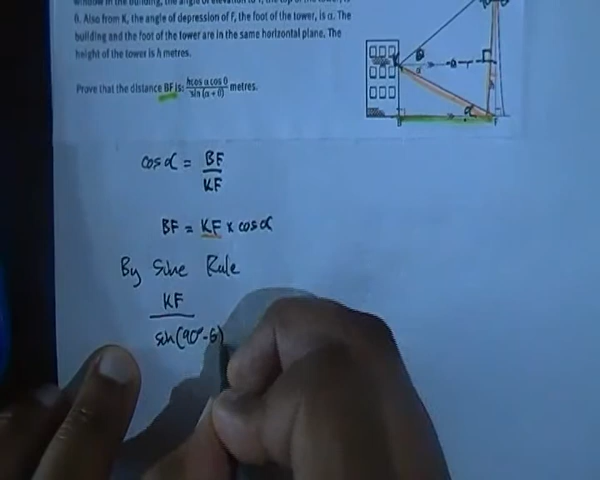 window in the building, the angle of elevation to T, the top of the tower, is
θ. Also from K, the angle of depression of F, the foot of the tower, is α. The
building and the foot of the tower are in the same horizontal plane. The
height of the tower is h metres.
Prove that the distance BF is: hcos α cos θ / sin (α + θ) metres.
K θ
α
α
F
cosα = BF / KF
BF = KF × cosα
By Sine Rule
KF
sin(90°-θ)